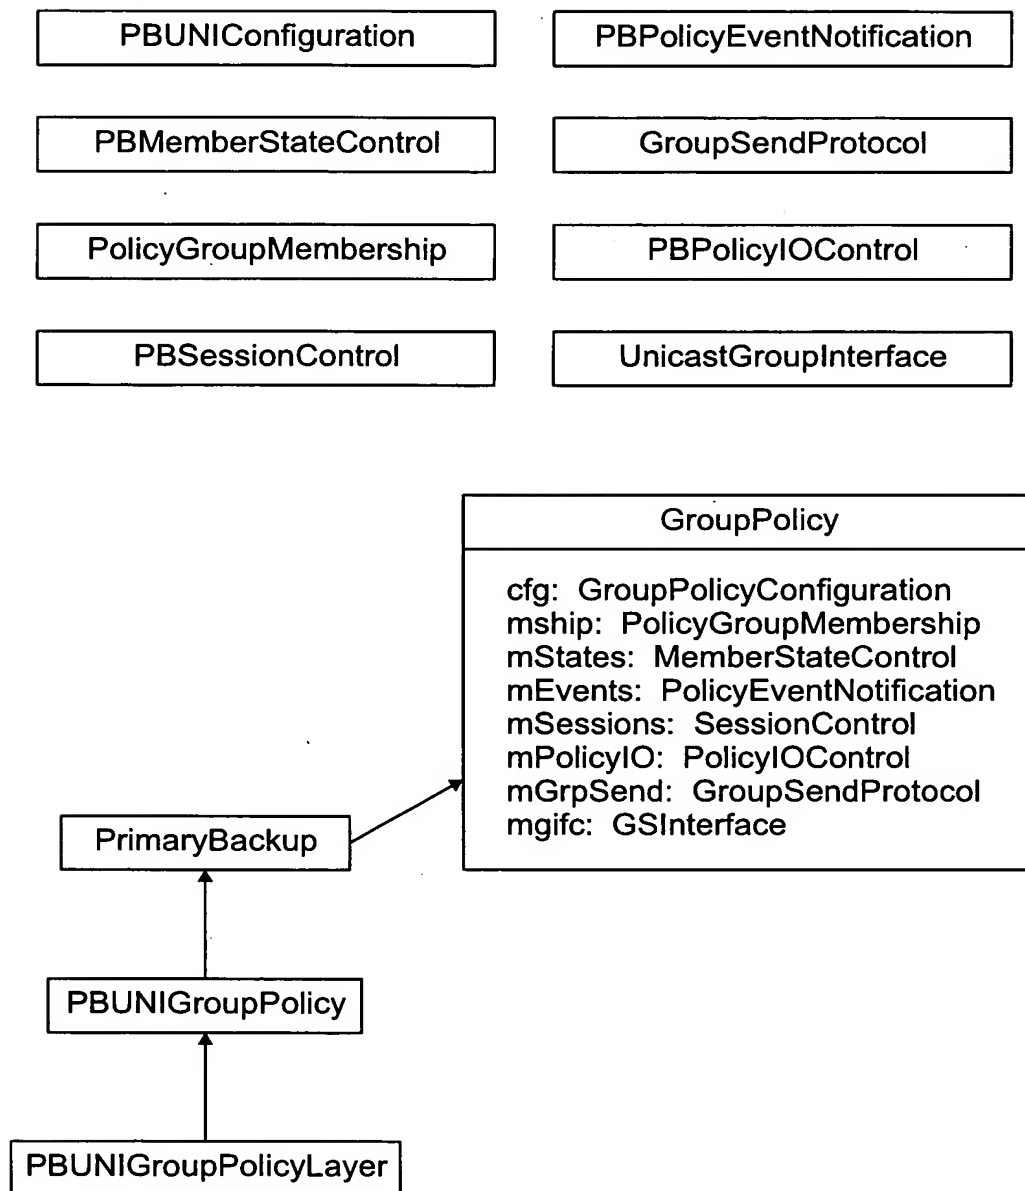 PBUNIConfiguration
PBPolicyEventNotification
PBMemberStateControl
GroupSendProtocol
PolicyGroupMembership
PBPolicyIOControl
PBSessionControl
UnicastGroupInterface
GroupPolicy
cfg: GroupPolicyConfiguration
mship: PolicyGroupMembership
mStates: MemberStateControl
mEvents: PolicyEventNotification
mSessions: SessionControl
mPolicyIO: PolicyIOControl
mGrpSend: GroupSendProtocol
mgifc: GSInterface
PrimaryBackup
PBUNIGroupPolicy
PBUNIGroupPolicyLayer